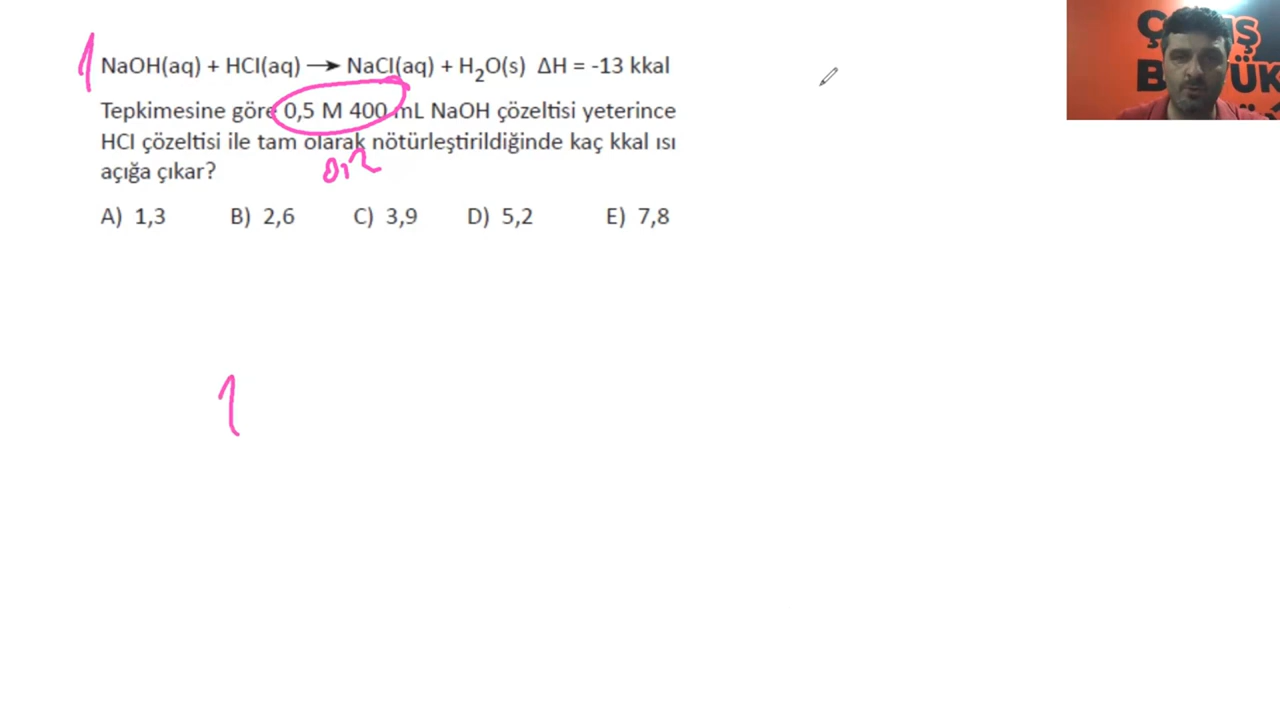 1 NaOH(aq) + HCl(aq) ⟶ NaCl(aq) + H₂O(s) ΔH = -13 kkal
Tepkimesine göre 0,5 M 400 mL NaOH çözeltisi yeterince
HCl çözeltisi ile tam olarak nötürleştirildiğinde kaç kkal ısı
açığa çıkar?
0,2
A) 1,3 B) 2,6 C) 3,9 D) 5,2 E) 7,8
1